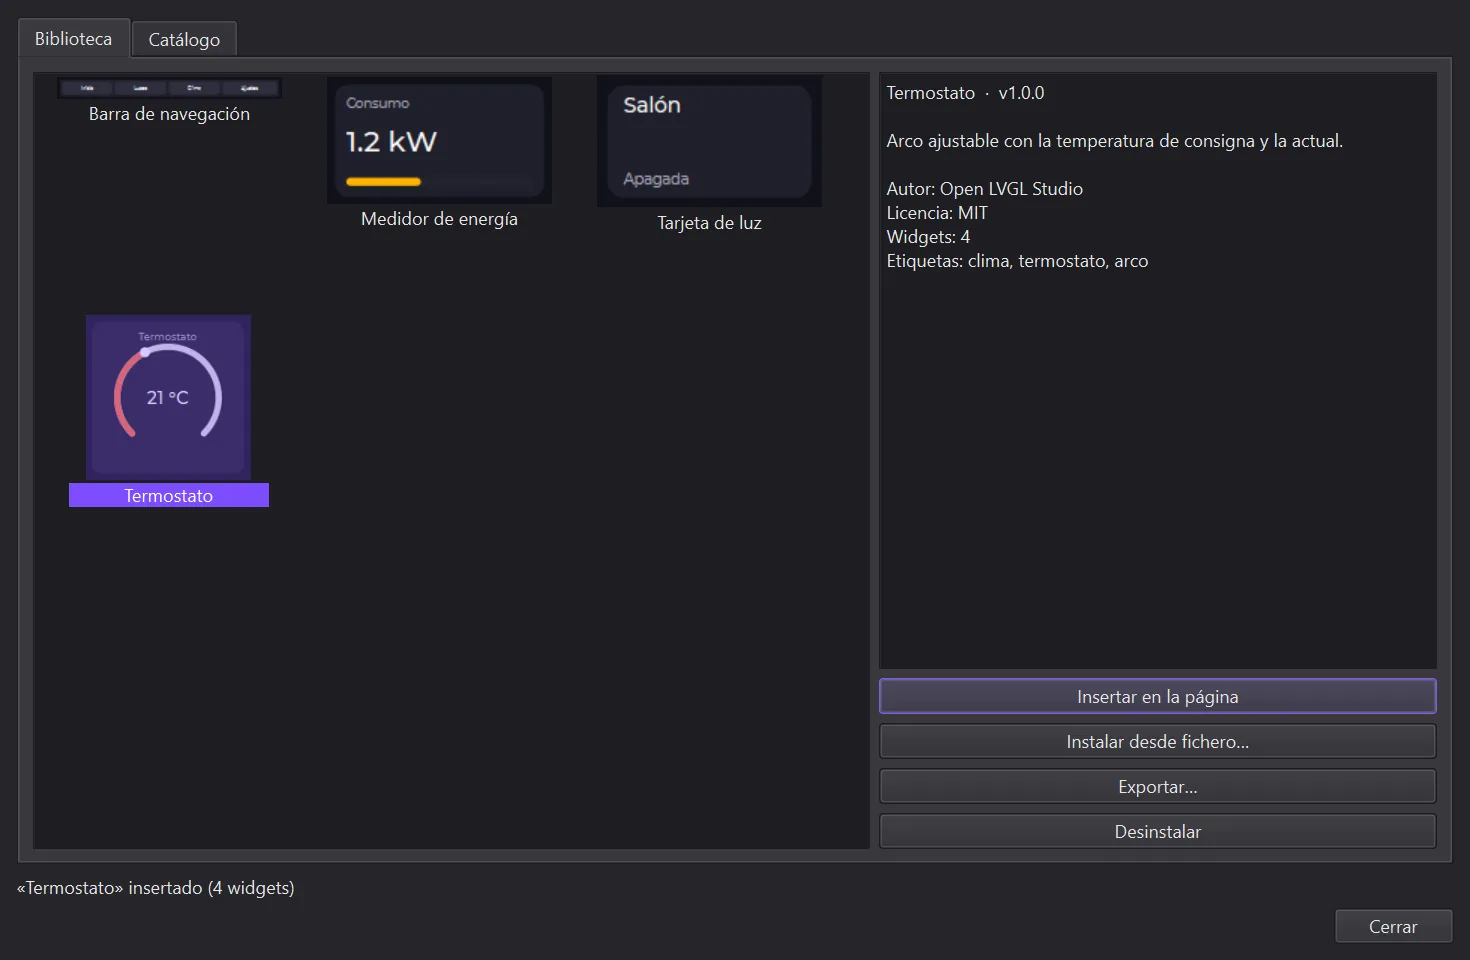 Biblioteca
Catálogo
Clima
Ajustes
Barra de navegación
Consumo
1.2 kW
Medidor de energía
Salón
Apagada
Tarjeta de luz
Termostato
21 °C
Termostato
Termostato · v1.0.0
Arco ajustable con la temperatura de consigna y la actual.
Autor: Open LVGL Studio
Licencia: MIT
Widgets: 4
Etiquetas: clima, termostato, arco
Insertar en la página
Instalar desde fichero...
Exportar...
Desinstalar
«Termostato» insertado (4 widgets)
Cerrar